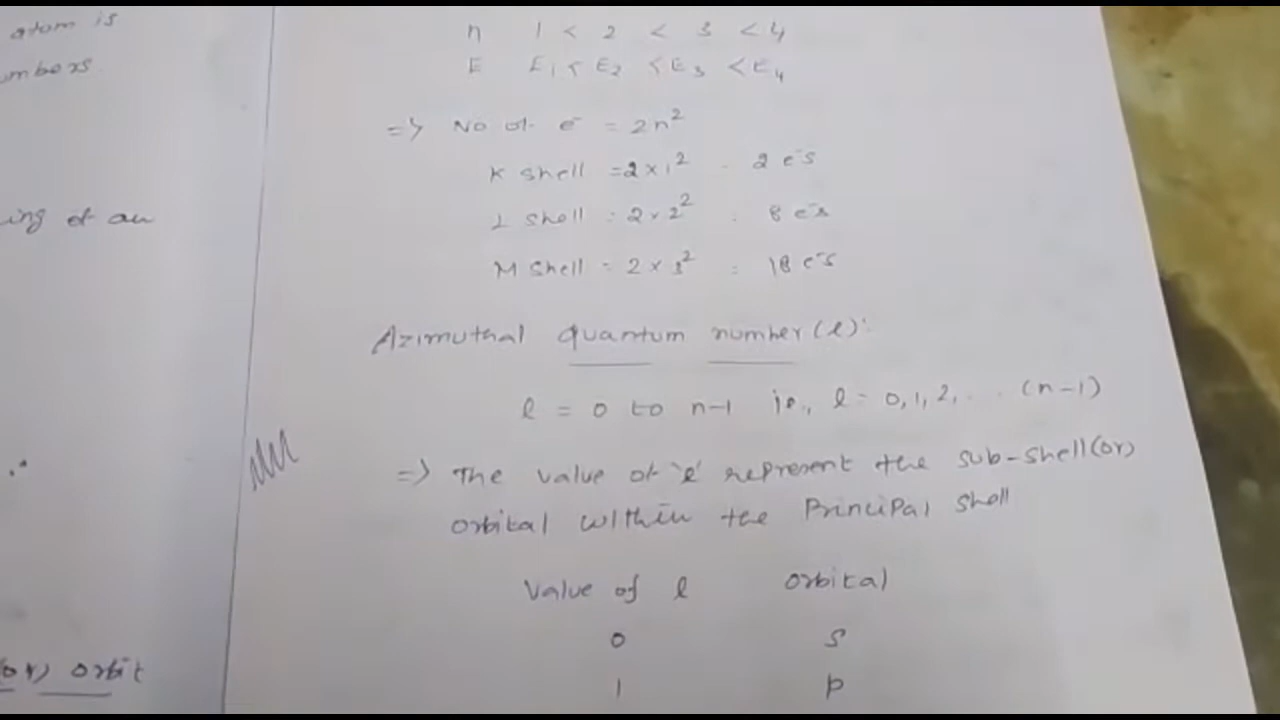 atom is
umbers
ing of an
(or) orbit
n 1 < 2 < 3 < 4
E E₁ < E₂ < E₃ < E₄
=> No of e⁻ = 2n²
K shell = 2 × 1² = 2 e⁻s
L shell = 2 × 2² = 8 e⁻s
M shell = 2 × 3² = 18 e⁻s
Azimuthal quantum number (l):
l = 0 to n-1 ie., l = 0, 1, 2, ... (n-1)
=> The value of 'l' represent the sub-shell (or)
orbital within the Principal shell
Value of l orbital
0 s
1 p